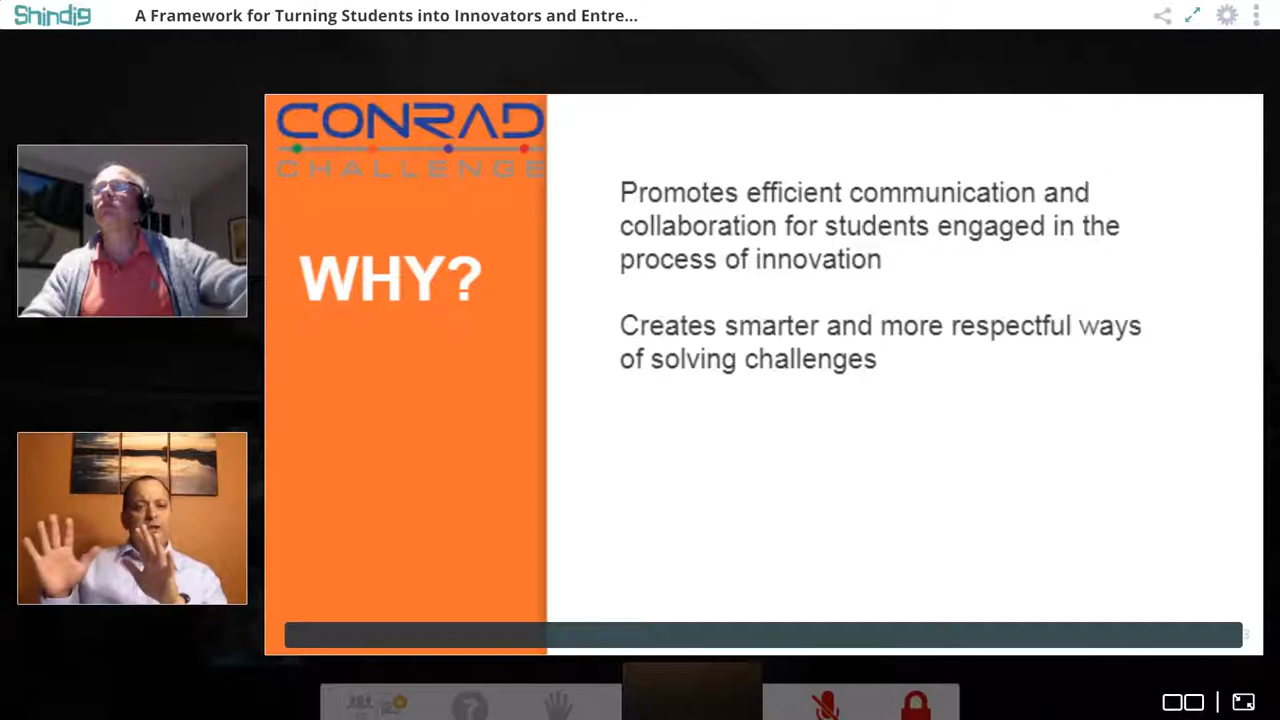 Shindig
A Framework for Turning Students into Innovators and Entre...
CONRAD
CHALLENGE
WHY?
Promotes efficient communication and
collaboration for students engaged in the
process of innovation
Creates smarter and more respectful ways
of solving challenges
3